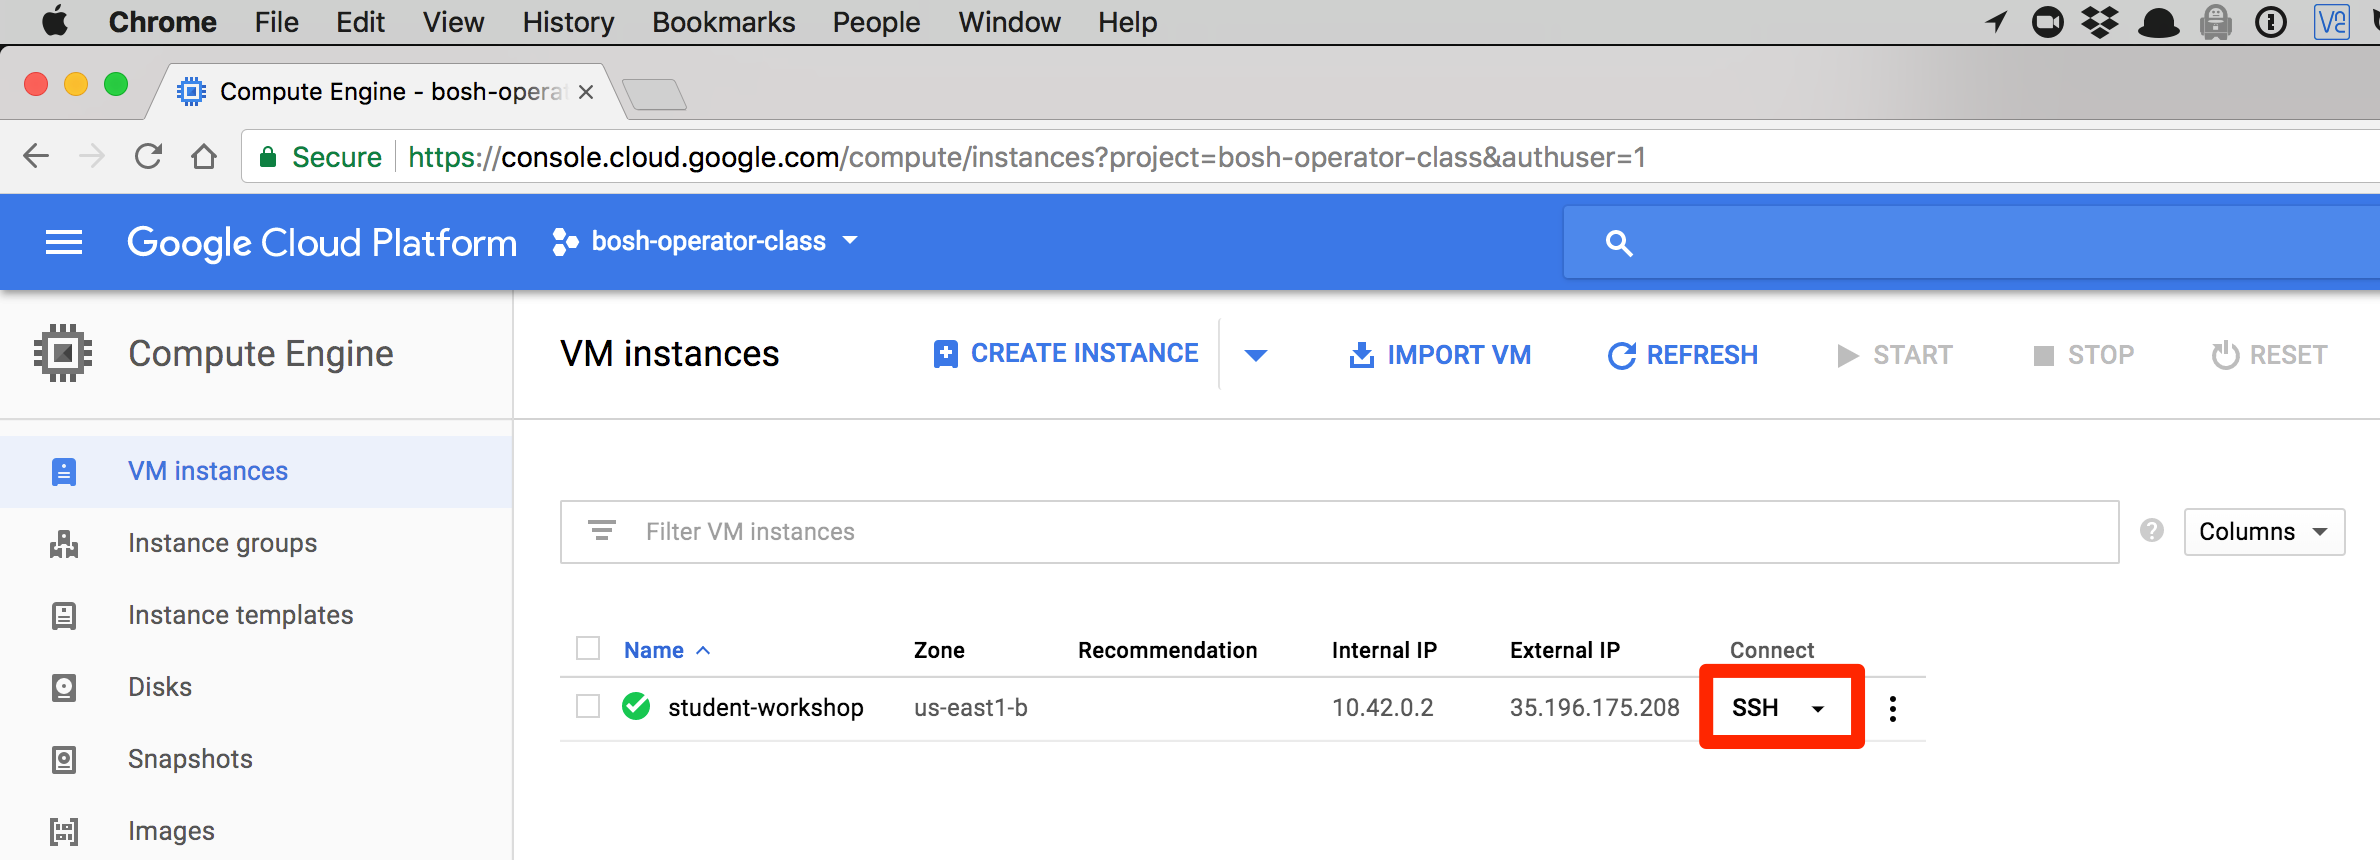 Chrome File Edit View History Bookmarks People Window Help
Compute Engine - bosh-opera
Secure https://console.cloud.google.com/compute/instances?project=bosh-operator-class&authuser=1
Google Cloud Platform bosh-operator-class
Compute Engine
VM instances CREATE INSTANCE IMPORT VM REFRESH START STOP RESET
VM instances
Instance groups
Instance templates
Disks
Snapshots
Images
Filter VM instances Columns
Name Zone Recommendation Internal IP External IP Connect
student-workshop us-east1-b 10.42.0.2 35.196.175.208 SSH